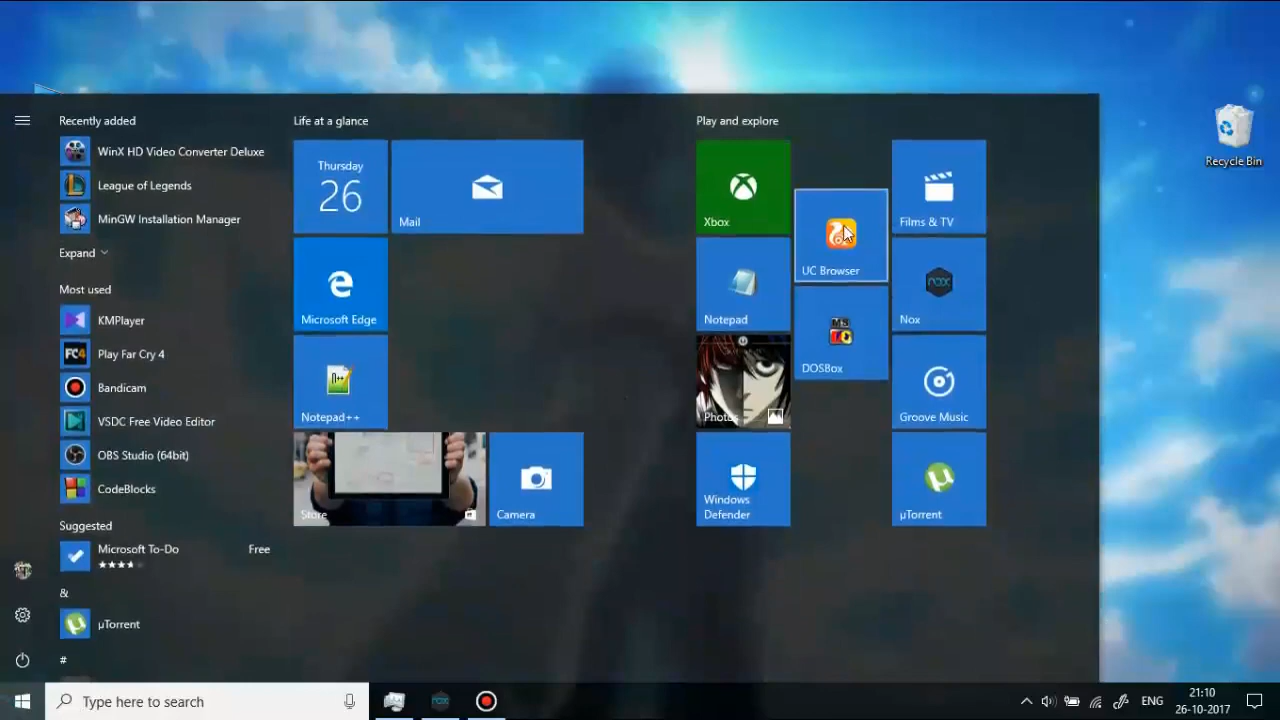 Recently added
WinX HD Video Converter Deluxe
League of Legends
MinGW Installation Manager
Expand
Most used
KMPlayer
FC4
Play Far Cry 4
Bandicam
VSDC Free Video Editor
OBS Studio (64bit)
CodeBlocks
Suggested
Microsoft To-Do
Free
&
µTorrent
#
Life at a glance
Thursday
26
Mail
Microsoft Edge
Notepad++
Store
Camera
Play and explore
Xbox
UC Browser
Films & TV
Notepad
nox
Nox
MS
DOSBox
Photos
Groove Music
Windows
Defender
µTorrent
Recycle Bin
Type here to search
nox
ENG
21:10
26-10-2017